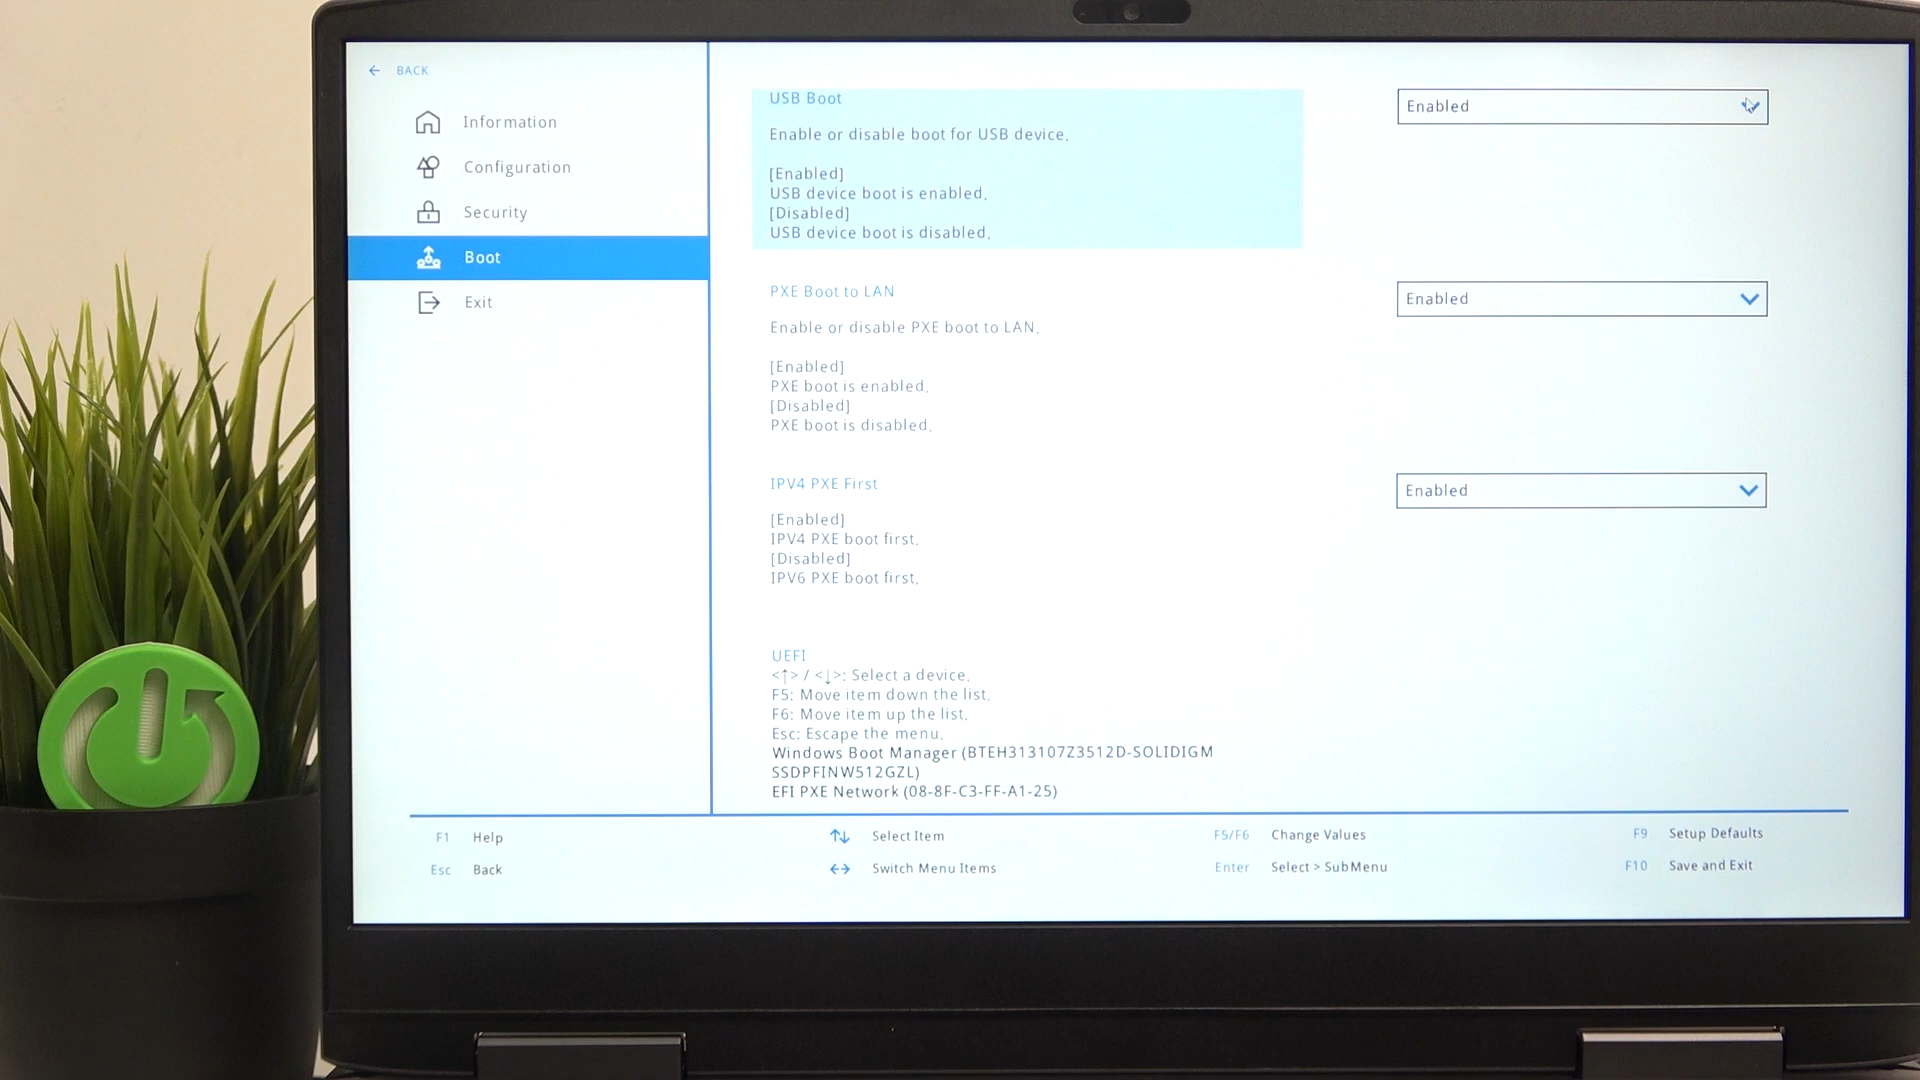 BACK
Information
Configuration
Security
Boot
Exit
USB Boot
Enabled
Enable or disable boot for USB device.
[Enabled]
USB device boot is enabled.
[Disabled]
USB device boot is disabled.
PXE Boot to LAN
Enabled
Enable or disable PXE boot to LAN.
[Enabled]
PXE boot is enabled.
[Disabled]
PXE boot is disabled.
IPV4 PXE First
Enabled
[Enabled]
IPV4 PXE boot first.
[Disabled]
IPV6 PXE boot first.
UEFI
<↑> / <↓>: Select a device.
F5: Move item down the list.
F6: Move item up the list.
Esc: Escape the menu.
Windows Boot Manager (BTEH313107Z3512D-SOLIDIGM
SSDPFINW512GZL)
EFI PXE Network (08-8F-C3-FF-A1-25)
F1 Help ↑↓ Select Item F5/F6 Change Values F9 Setup Defaults
Esc Back ←→ Switch Menu Items Enter Select > SubMenu F10 Save and Exit